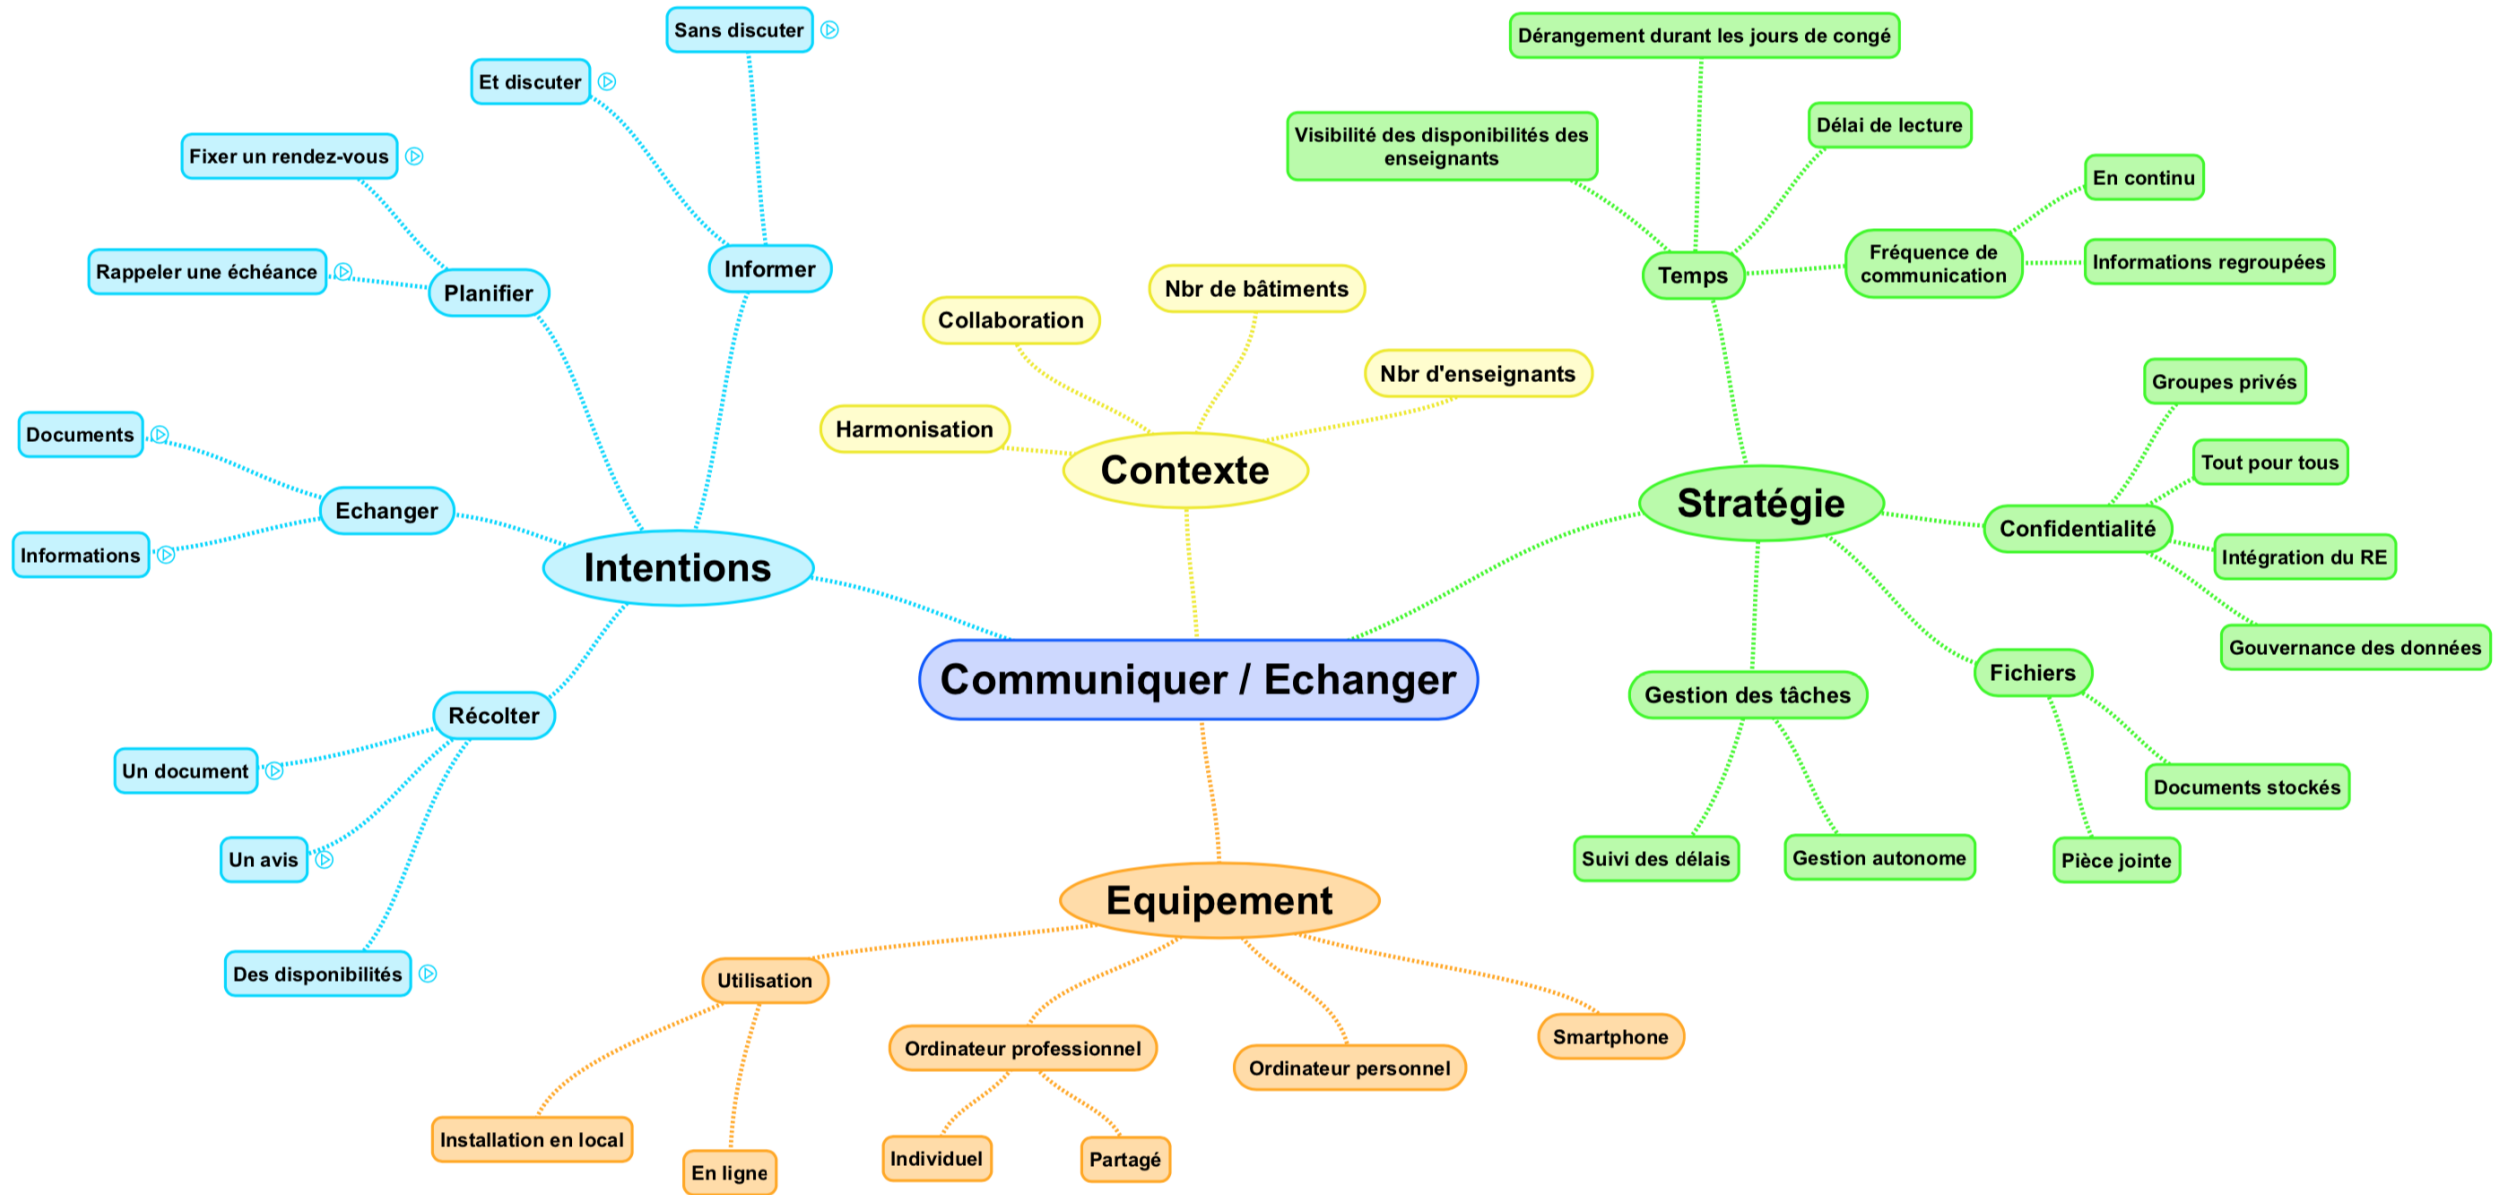 Communiquer / Echanger
Intentions
Informer
Sans discuter
Et discuter
Planifier
Fixer un rendez-vous
Rappeler une échéance
Echanger
Documents
Informations
Récolter
Un document
Un avis
Des disponibilités
Contexte
Harmonisation
Collaboration
Nbr de bâtiments
Nbr d'enseignants
Stratégie
Temps
Visibilité des disponibilités des
enseignants
Dérangement durant les jours de congé
Délai de lecture
Fréquence de
communication
En continu
Informations regroupées
Confidentialité
Groupes privés
Tout pour tous
Intégration du RE
Gouvernance des données
Fichiers
Documents stockés
Pièce jointe
Gestion des tâches
Suivi des délais
Gestion autonome
Equipement
Utilisation
Installation en local
En ligne
Ordinateur professionnel
Individuel
Partagé
Ordinateur personnel
Smartphone